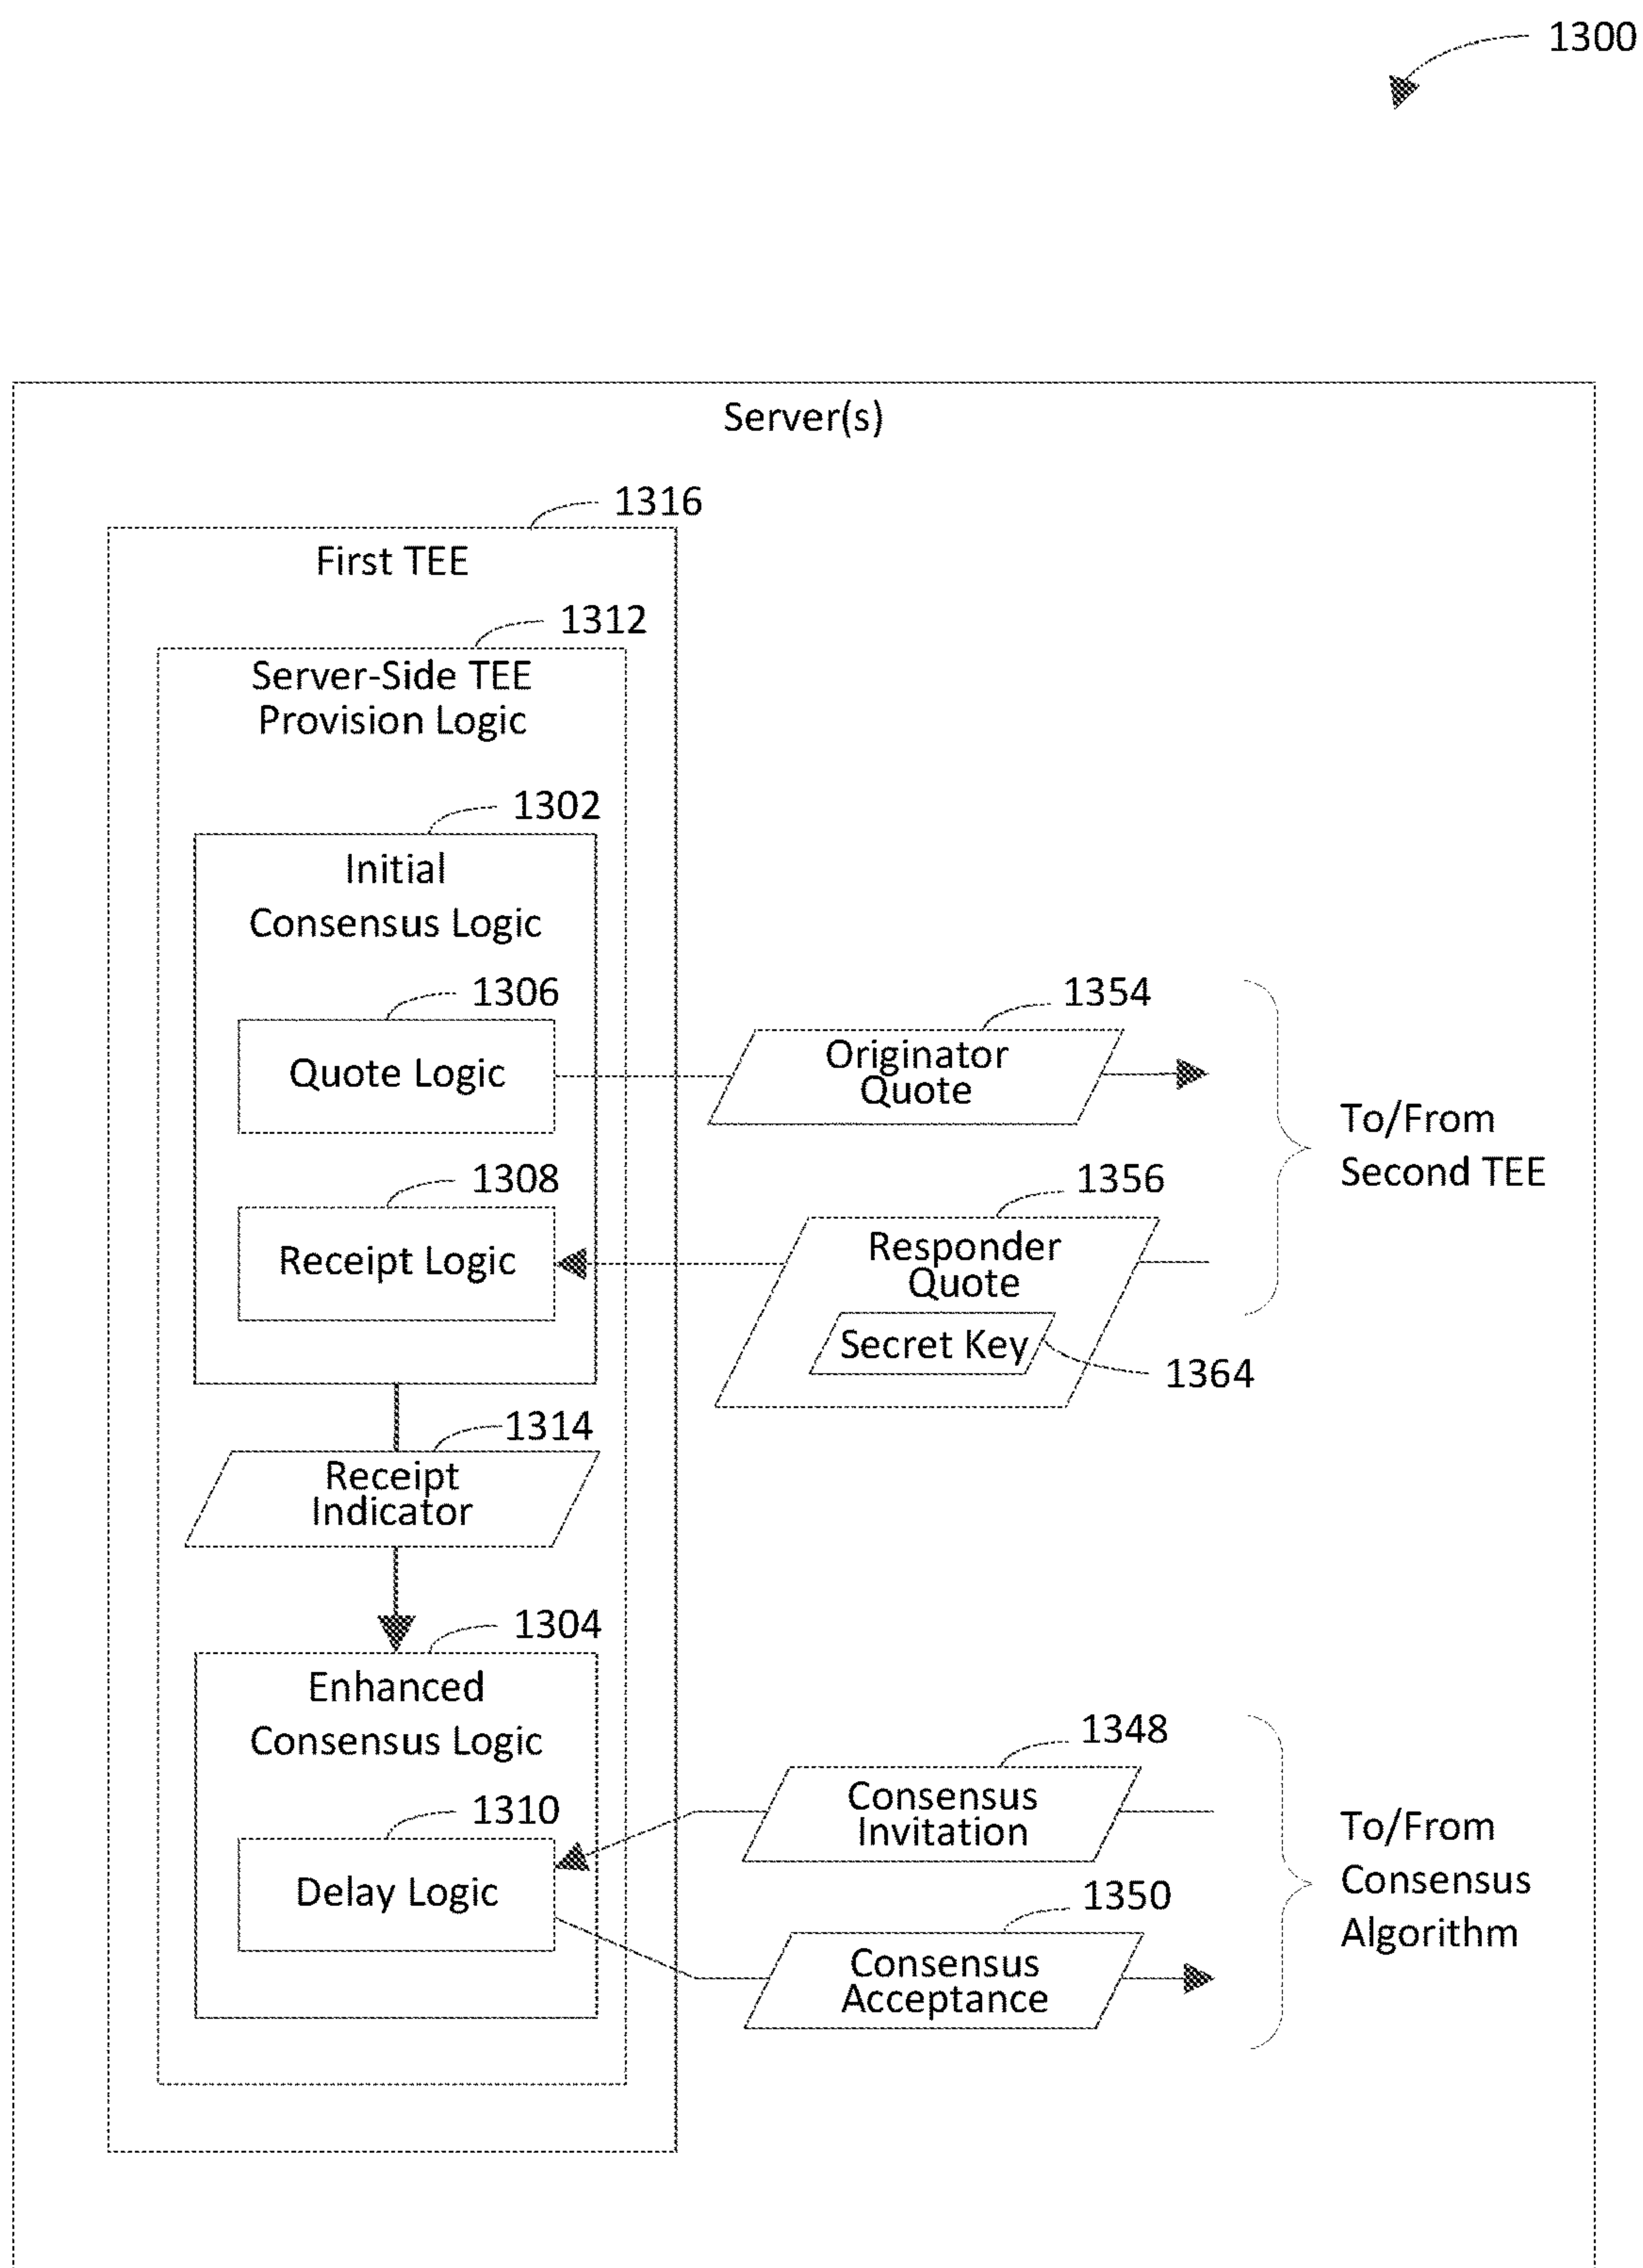 1300
Server(s)
1316
First TEE
1312
Server-Side TEE
Provision Logic
1302
Initial
Consensus Logic
1306
Quote Logic
1354
Originator
Quote
To/From
Second TEE
1308
Receipt Logic
1356
Responder
Quote
Secret Key
1364
1314
Receipt
Indicator
1304
Enhanced
Consensus Logic
1310
Delay Logic
1348
Consensus
Invitation
1350
Consensus
Acceptance
To/From
Consensus
Algorithm